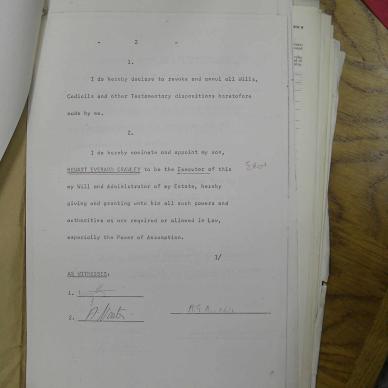 - 2 -
1.
I do hereby declare to revoke and annul all Wills,
Codicils and other Testamentary dispositions heretofore
made by me.
2.
I do hereby nominate and appoint my son,
EVERARD CRAWLEY to be the Executor of this
my Will and Administrator of my Estate, hereby
giving and granting unto him all such powers and
authorities as are required or allowed in Law,
especially the Power of Assumption.
3/
AS WITNESSES:
1.
2.